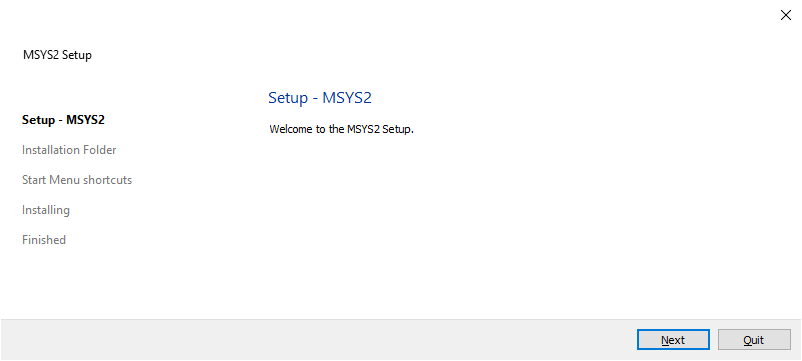 MSYS2 Setup
Setup - MSYS2
Installation Folder
Start Menu shortcuts
Installing
Finished
Setup - MSYS2
Welcome to the MSYS2 Setup.
Next
Quit